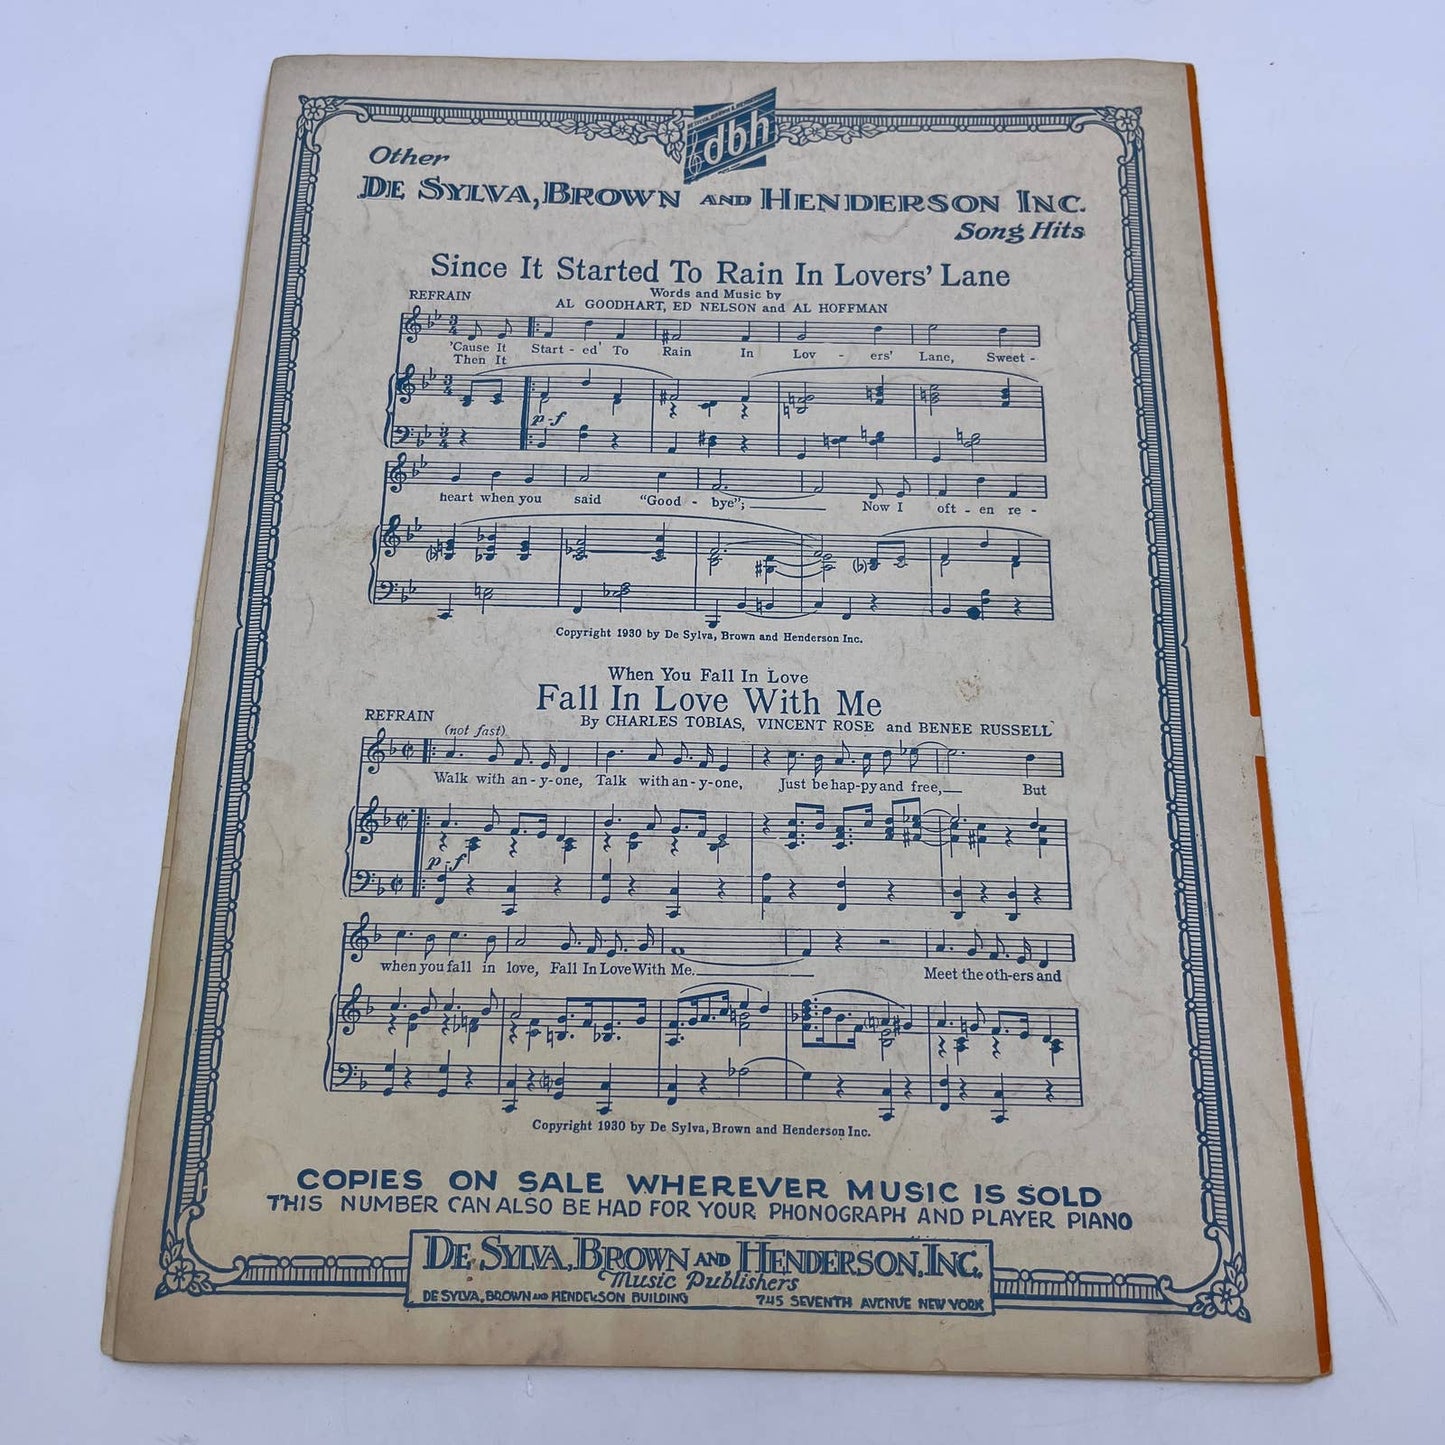 dbh
Other
DE SYLVA, BROWN AND HENDERSON INC.
Song Hits
Since It Started To Rain In Lovers' Lane
Words and Music by
REFRAIN
AL GOODHART, ED NELSON and AL HOFFMAN
'Cause It Start - ed' To Rain In Lov - ers' Lane, Sweet -
Then It
p-f
heart when you said "Good - bye"; Now I oft - en re -
Copyright 1930 by De Sylva, Brown and Henderson Inc.
When You Fall In Love
Fall In Love With Me
REFRAIN
By CHARLES TOBIAS, VINCENT ROSE and BENEE RUSSELL
(not fast)
Walk with an - y - one, Talk with an - y - one, Just be hap-py and free, But
p-f
when you fall in love, Fall In Love With Me. Meet the oth-ers and
Copyright 1930 by De Sylva, Brown and Henderson Inc.
COPIES ON SALE WHEREVER MUSIC IS SOLD
THIS NUMBER CAN ALSO BE HAD FOR YOUR PHONOGRAPH AND PLAYER PIANO
DE SYLVA, BROWN AND HENDERSON, INC.
Music Publishers
DE SYLVA, BROWN AND HENDERSON BUILDING 745 SEVENTH AVENUE NEW YORK